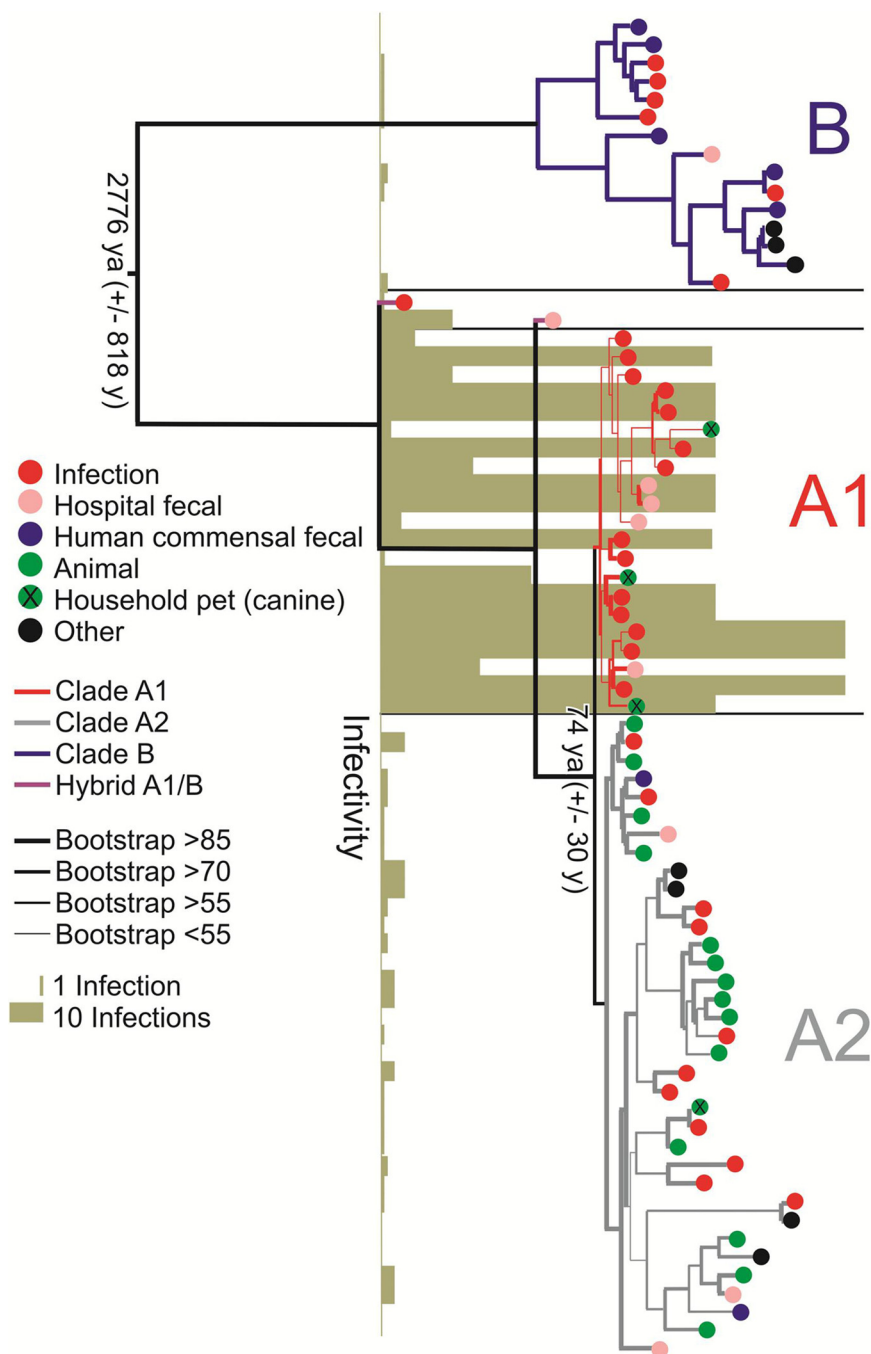 B
2776 ya (+/- 818 y)
A1
Infection
Hospital fecal
Human commensal fecal
Animal
X Household pet (canine)
Other
Clade A1
Clade A2
Clade B
Hybrid A1/B
Bootstrap >85
Bootstrap >70
Bootstrap >55
Bootstrap <55
1 Infection
10 Infections
Infectivity
74 ya (+/- 30 y)
A2
X
X
X
X